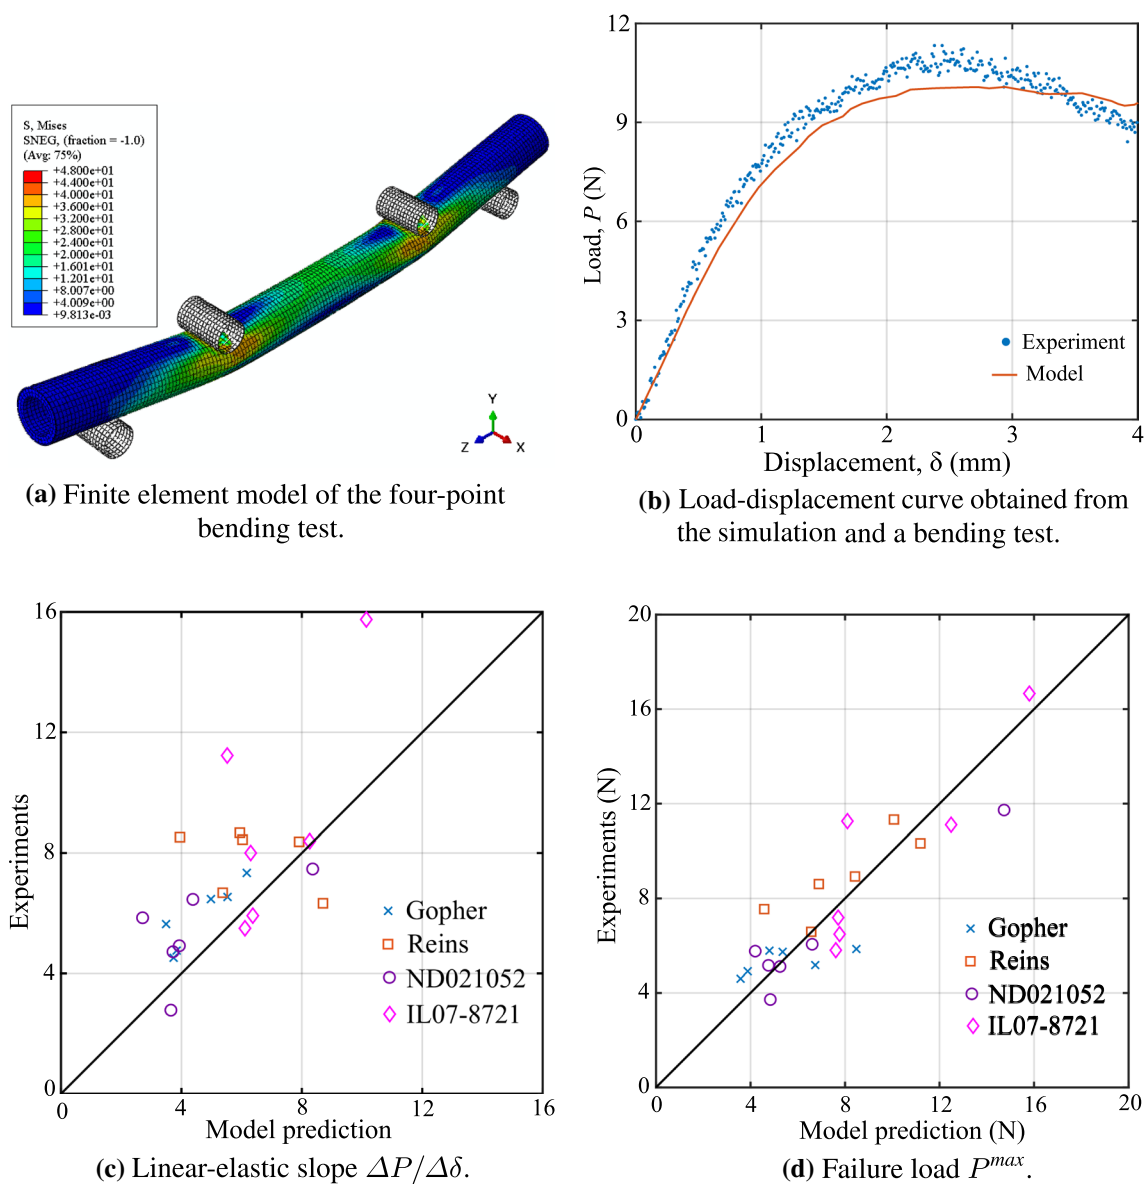 S, Mises
SNEG, (fraction = -1.0)
(Avg: 75%)
+4.800e+01
+4.400e+01
+4.000e+01
+3.600e+01
+3.200e+01
+2.800e+01
+2.400e+01
+2.000e+01
+1.601e+01
+1.201e+01
+8.007e+00
+4.009e+00
+9.813e-03
Y
Z
X
(a) Finite element model of the four-point
bending test.
12
9
6
3
0
Load, P (N)
Experiment
Model
0 1 2 3 4
Displacement, δ (mm)
(b) Load-displacement curve obtained from
the simulation and a bending test.
16
12
8
4
0
Experiments
Gopher
Reins
ND021052
IL07-8721
0 4 8 12 16
Model prediction
(c) Linear-elastic slope ΔP/Δδ.
20
16
12
8
4
0
Experiments (N)
Gopher
Reins
ND021052
IL07-8721
0 4 8 12 16 20
Model prediction (N)
(d) Failure load P^max.